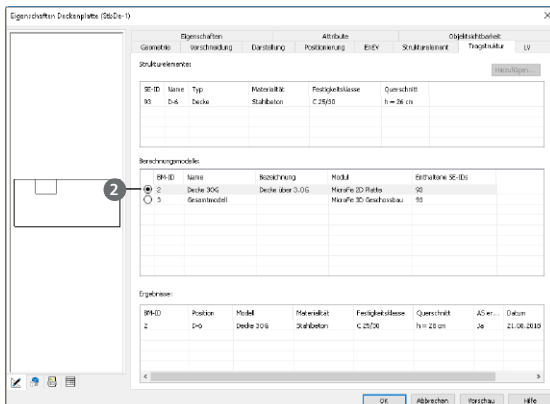 Eigenschaften Deckenplatte (StbDe-1)
Eigenschaften Attribute Objektsichtbarkeit
Geometrie Verschneidung Darstellung Positionierung EnEV Strukturelement Tragstruktur LV
Strukturelemente:
Hinzufügen...
SE-ID Name Typ Materialität Festigkeitsklasse Querschnitt
93 D-6 Decke Stahlbeton C 25/30 h = 26 cm
Berechnungsmodelle:
BM-ID Name Bezeichnung Modul Enthaltene SE-IDs
2
2 Decke 3OG Decke über 3.OG MicroFe 2D Platte 93
3 Gesamtmodell MicroFe 3D Geschossbau 93
Ergebnisse:
BM-ID Position Modell Materialität Festigkeitsklasse Querschnitt AS er... Datum
2 D-6 Decke 3OG Stahlbeton C 25/30 h = 26 cm Ja 21.08.2018
OK Abbrechen Vorschau Hilfe